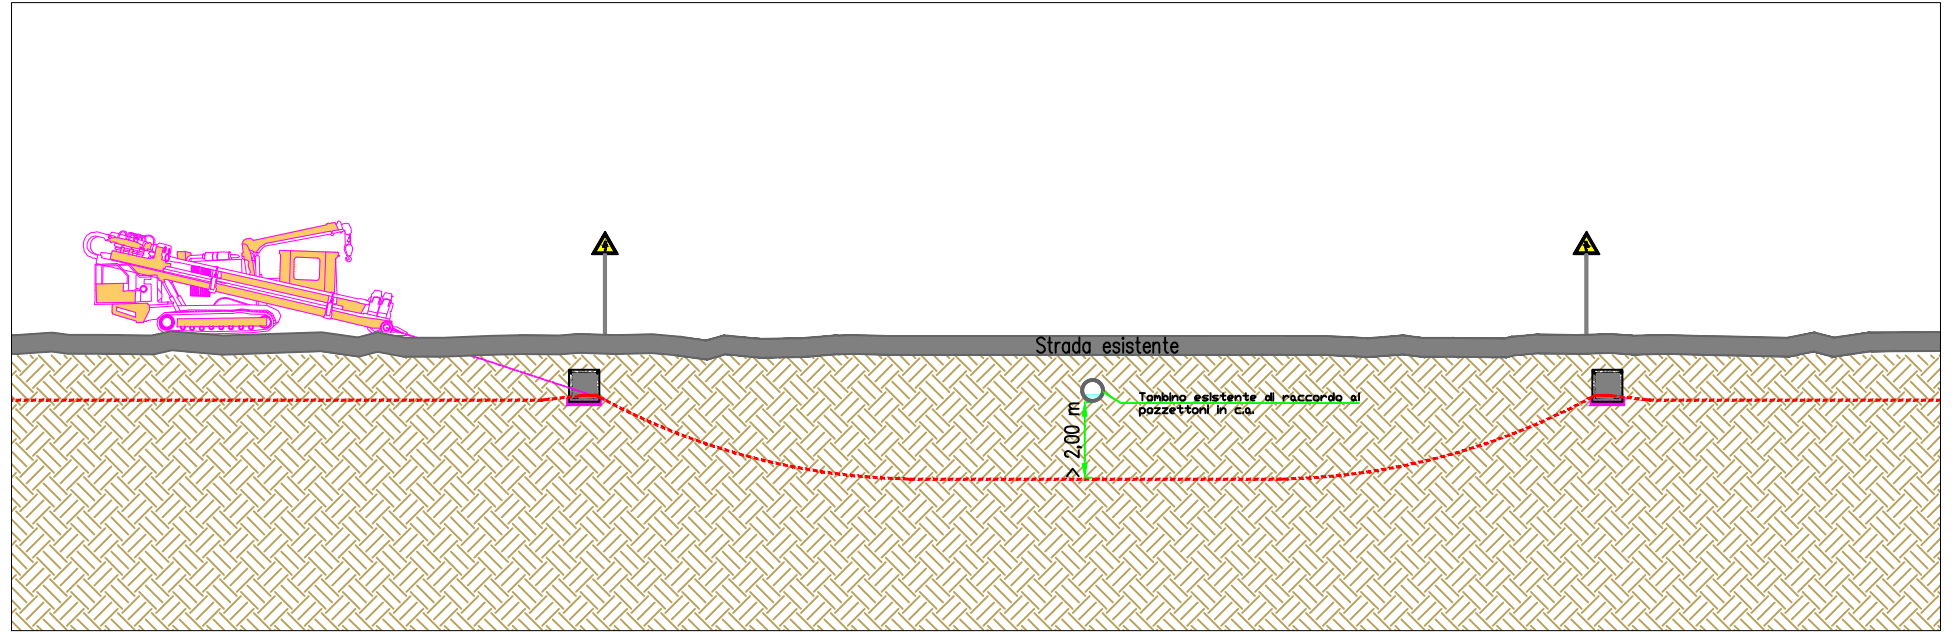 Strada esistente
Tombino esistente di raccordo ai
pozzettoni in c.a.
> 2,00 m